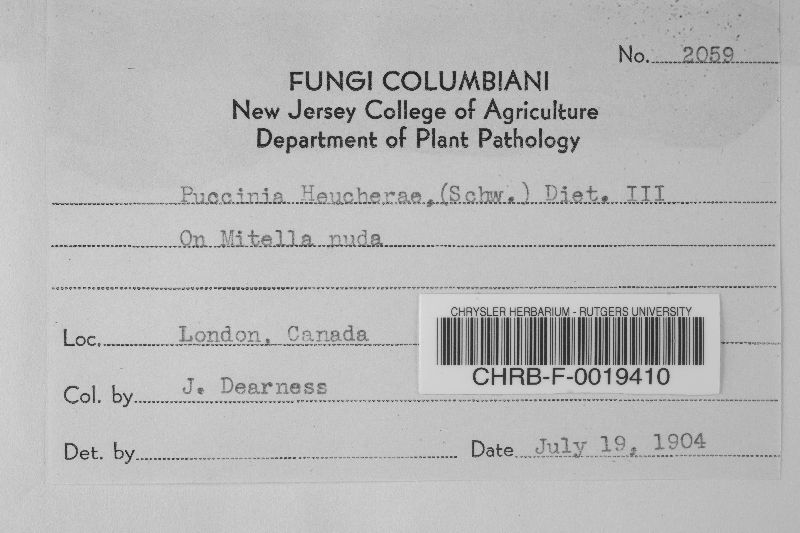 No. 2059
FUNGI COLUMBIANI
New Jersey College of Agriculture
Department of Plant Pathology
Puccinia Heucherae,(Schw.) Diet. III
On Mitella nuda
CHRYSLER HERBARIUM - RUTGERS UNIVERSITY
CHRB-F-0019410
Loc. London, Canada
Col. by J. Dearness
Det. by
Date July 19, 1904